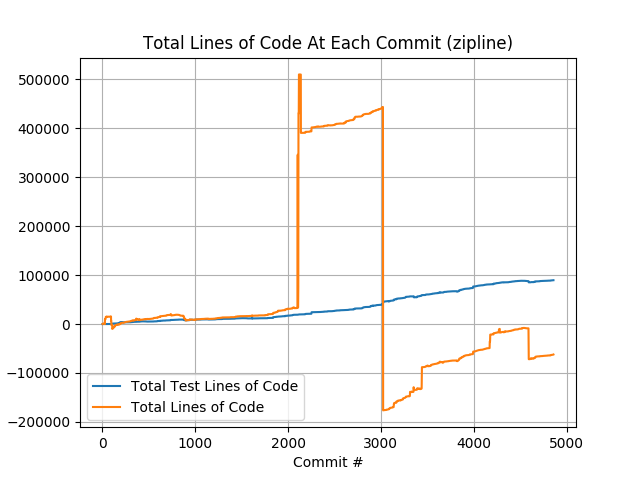 Total Lines of Code At Each Commit (zipline)
500000
400000
300000
200000
100000
0
−100000
−200000
Total Test Lines of Code
Total Lines of Code
0 1000 2000 3000 4000 5000
Commit #